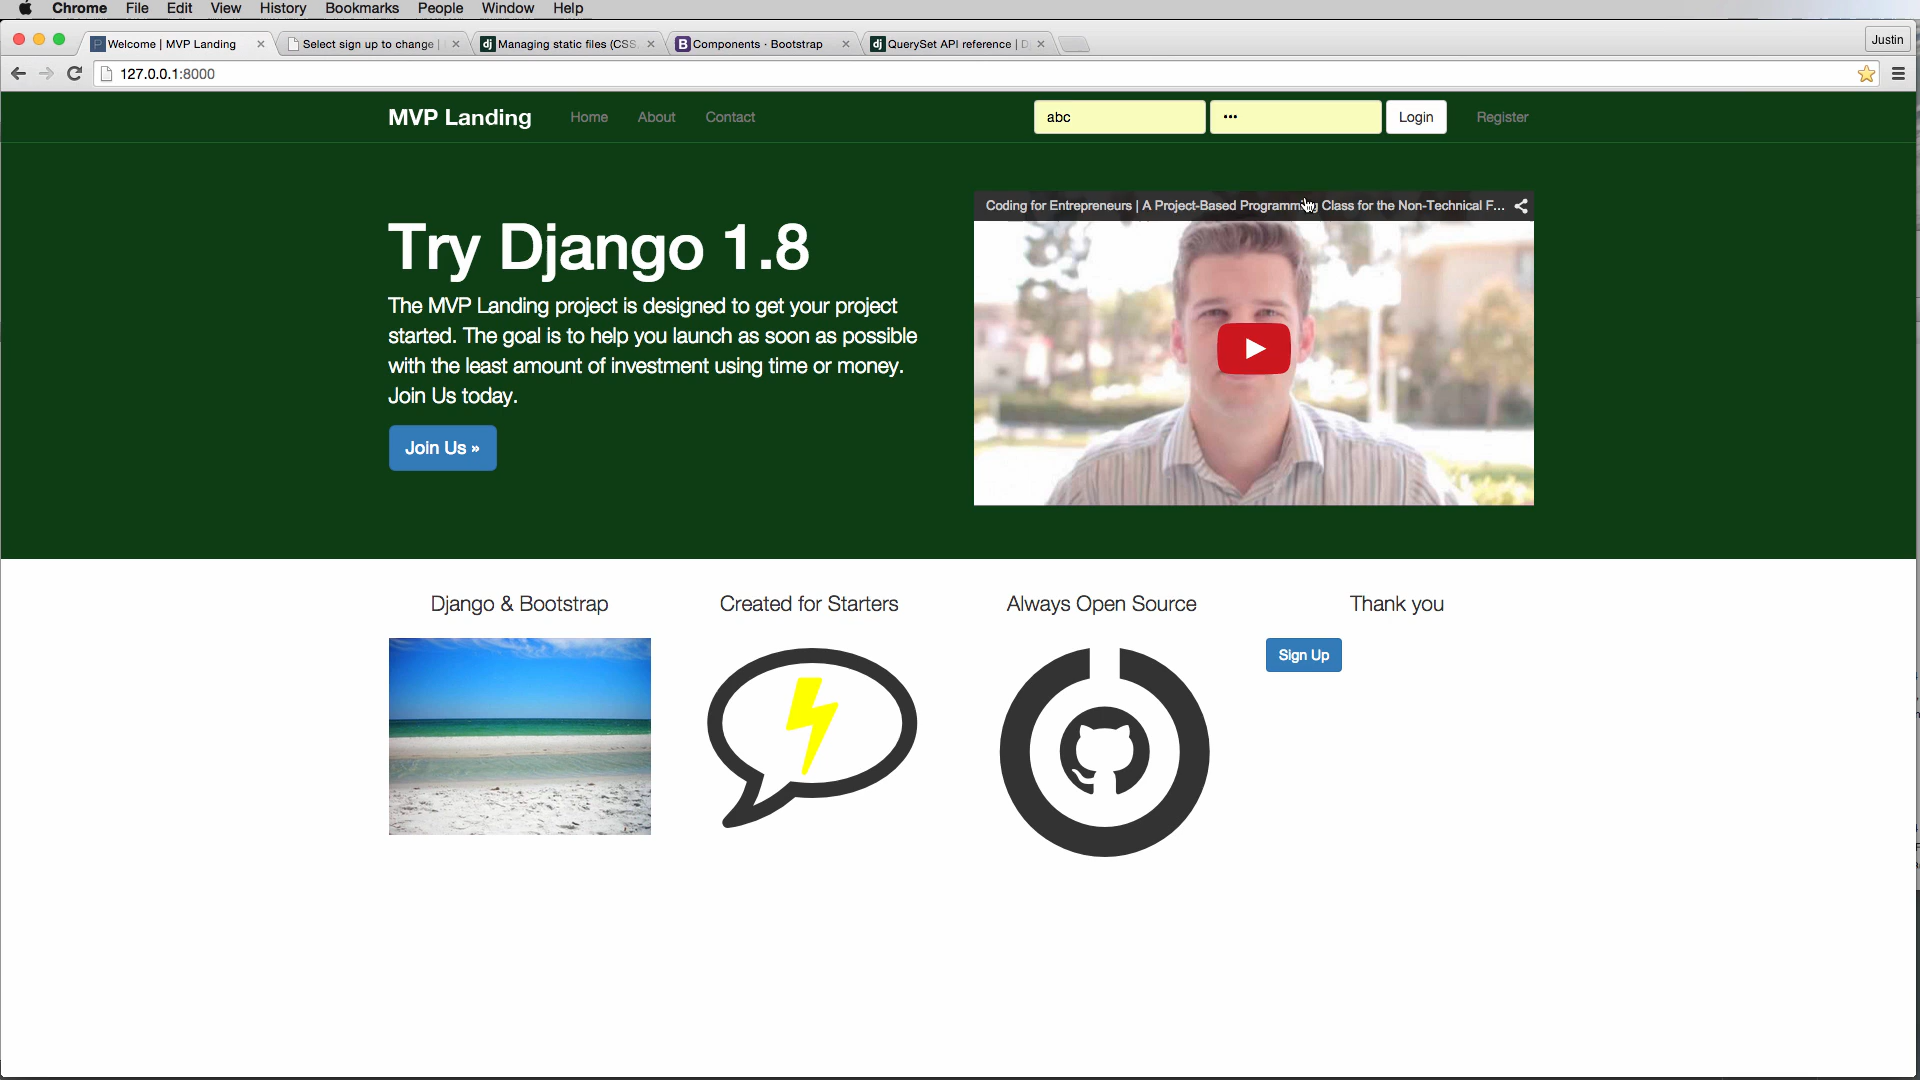 Chrome File Edit View History Bookmarks People Window Help
Welcome | MVP Landing
Select sign up to change |
Managing static files (CSS
Components · Bootstrap
QuerySet API reference | D
Justin
127.0.0.1:8000
MVP Landing Home About Contact abc ••• Login Register
Coding for Entrepreneurs | A Project-Based Programming Class for the Non-Technical F...
Try Django 1.8
The MVP Landing project is designed to get your project
started. The goal is to help you launch as soon as possible
with the least amount of investment using time or money.
Join Us today.
Join Us »
Django & Bootstrap
Created for Starters
Always Open Source
Thank you
Sign Up